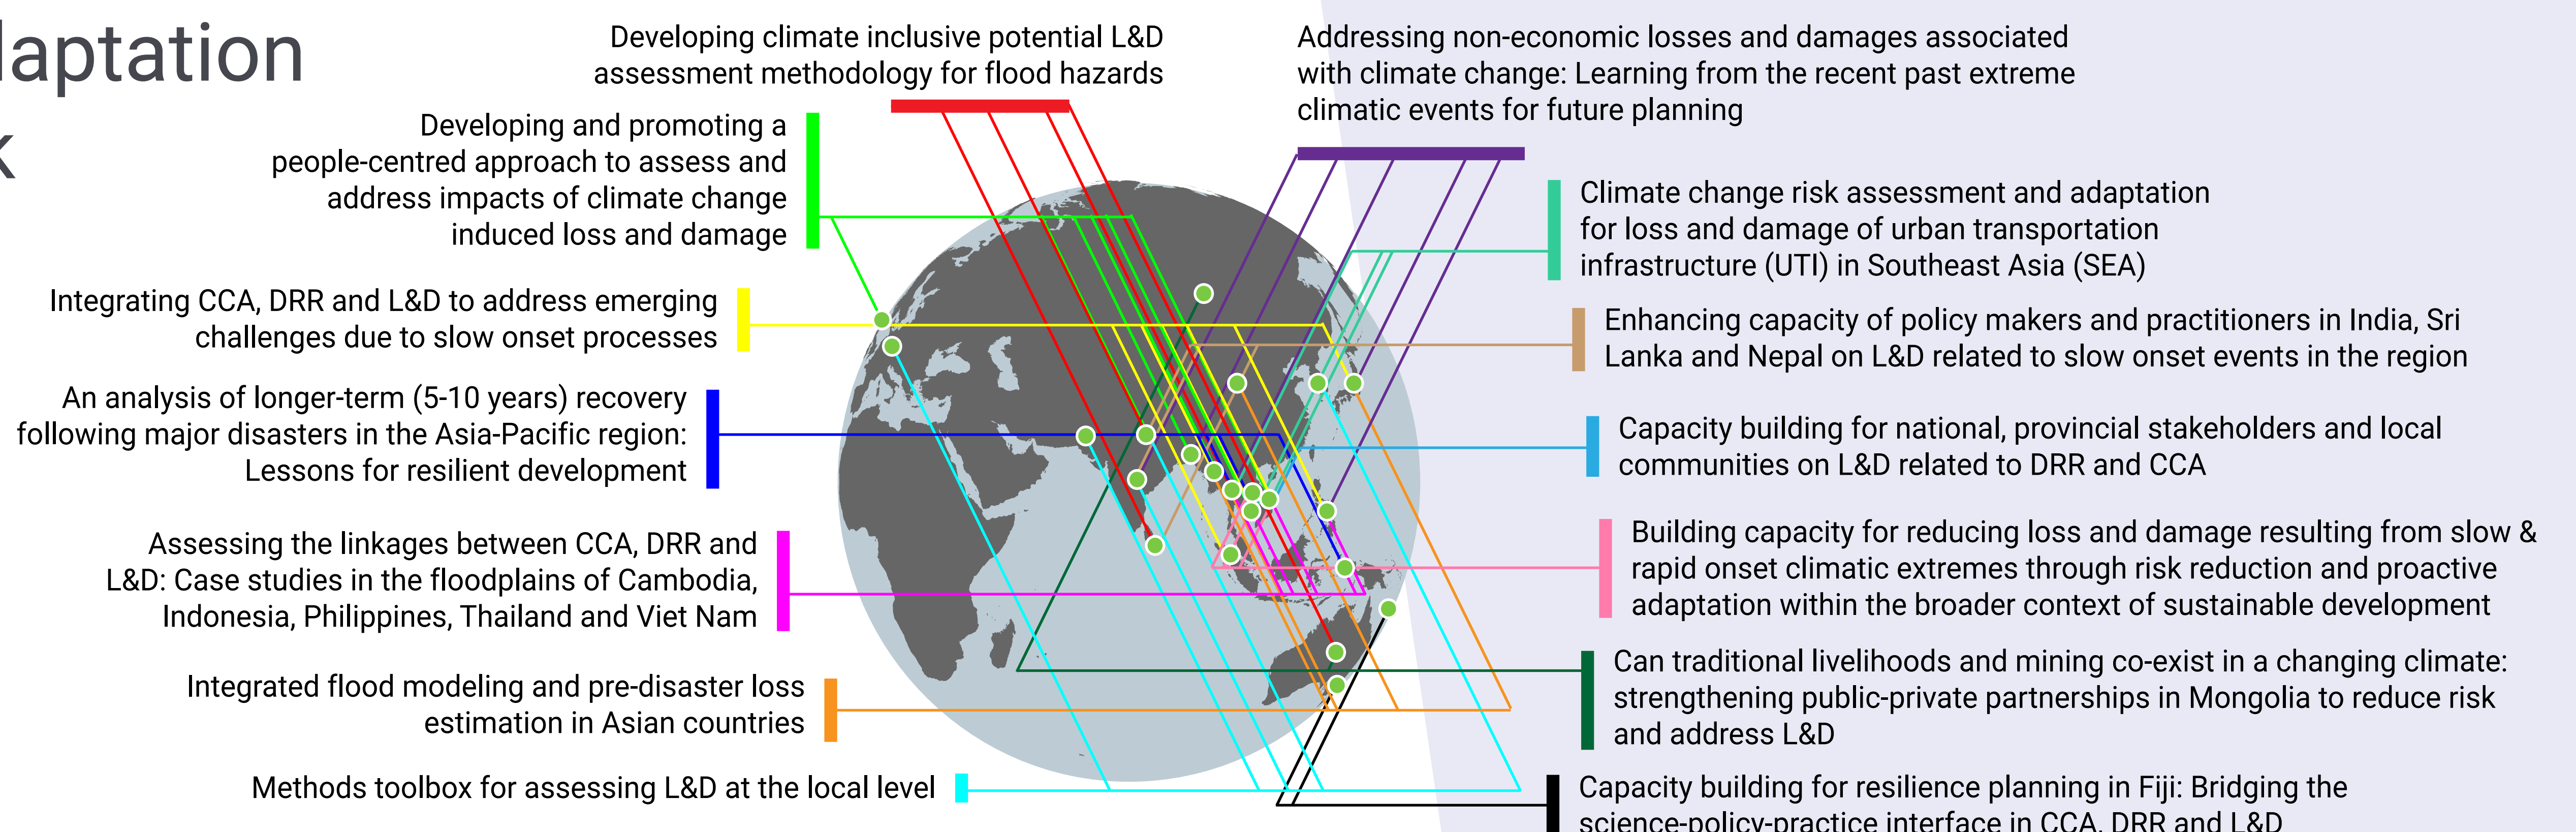 daptation
k
Developing climate inclusive potential L&D
assessment methodology for flood hazards
Addressing non-economic losses and damages associated
with climate change: Learning from the recent past extreme
climatic events for future planning
Developing and promoting a
people-centred approach to assess and
address impacts of climate change
induced loss and damage
Integrating CCA, DRR and L&D to address emerging
challenges due to slow onset processes
An analysis of longer-term (5-10 years) recovery
following major disasters in the Asia-Pacific region:
Lessons for resilient development
Assessing the linkages between CCA, DRR and
L&D: Case studies in the floodplains of Cambodia,
Indonesia, Philippines, Thailand and Viet Nam
Integrated flood modeling and pre-disaster loss
estimation in Asian countries
Methods toolbox for assessing L&D at the local level
Climate change risk assessment and adaptation
for loss and damage of urban transportation
infrastructure (UTI) in Southeast Asia (SEA)
Enhancing capacity of policy makers and practitioners in India, Sri
Lanka and Nepal on L&D related to slow onset events in the region
Capacity building for national, provincial stakeholders and local
communities on L&D related to DRR and CCA
Building capacity for reducing loss and damage resulting from slow &
rapid onset climatic extremes through risk reduction and proactive
adaptation within the broader context of sustainable development
Can traditional livelihoods and mining co-exist in a changing climate:
strengthening public-private partnerships in Mongolia to reduce risk
and address L&D
Capacity building for resilience planning in Fiji: Bridging the
science-policy-practice interface in CCA, DRR and L&D